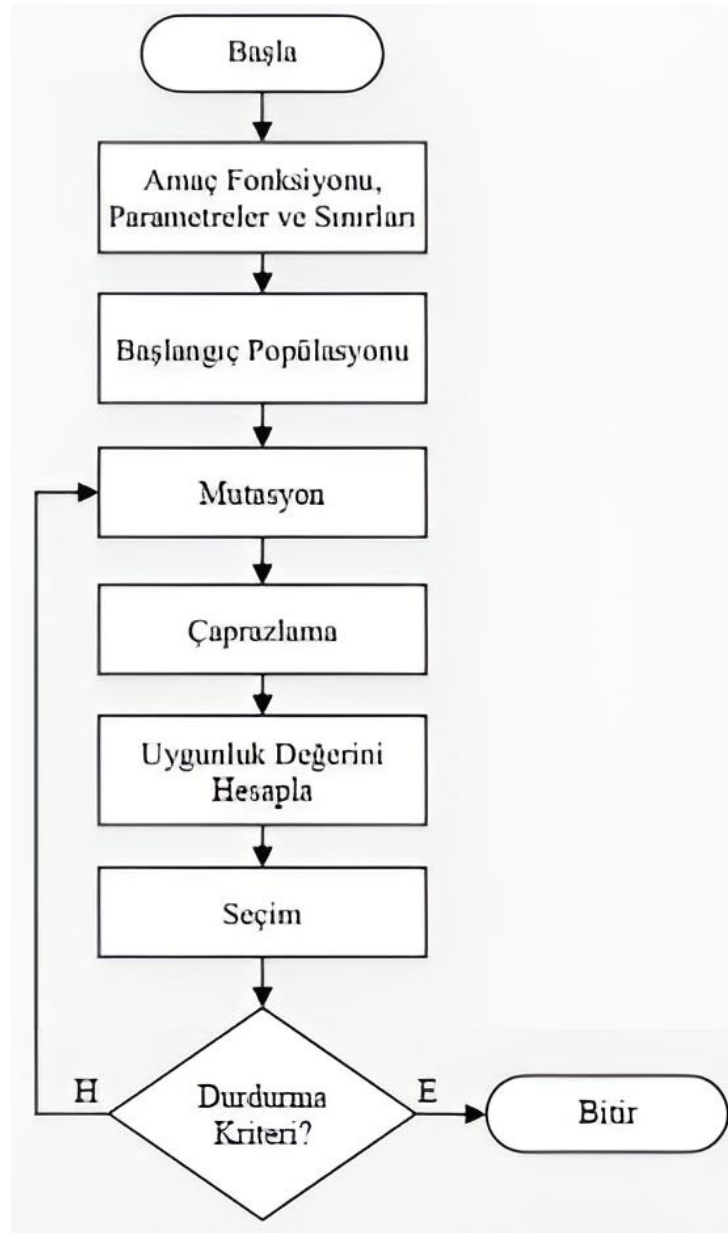 Başla
Amaç Fonksiyonu,
Parametreler ve Sınırları
Başlangıç Popülasyonu
Mutasyon
Çaprazlama
Uygunluk Değerini
Hesapla
Seçim
Durdurma
Kriteri?
H
E
Bitir